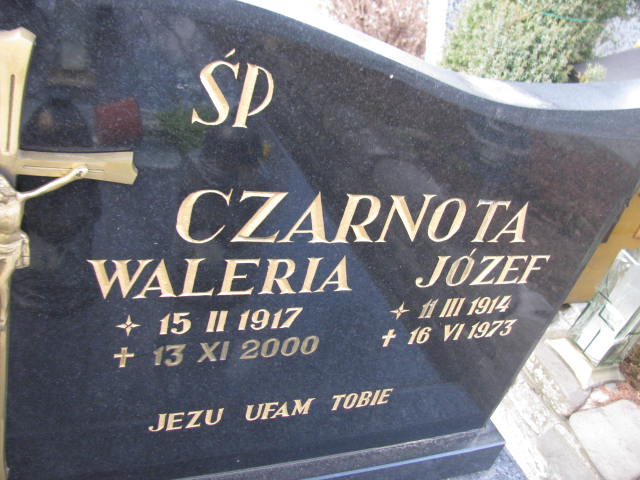 ŚP
CZARNOTA
WALERIA JÓZEF
15 II 1917 11 III 1914
13 XI 2000 16 VI 1973
JEZU UFAM TOBIE